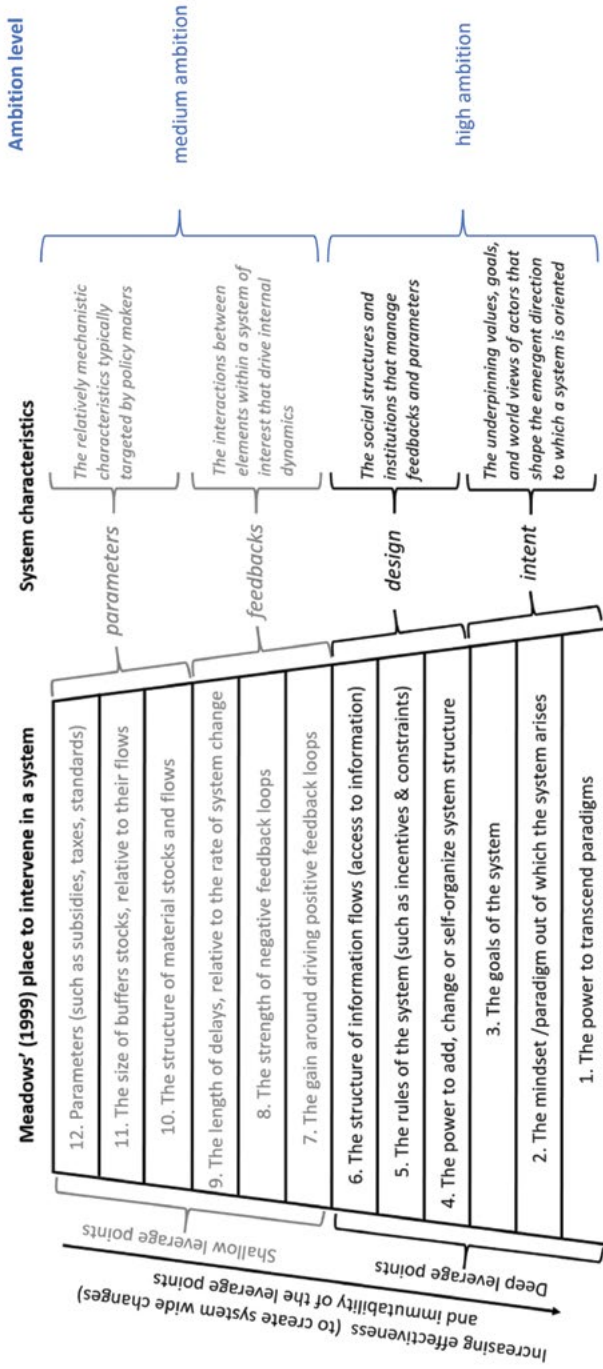 Meadows' (1999) place to intervene in a system
System characteristics
Ambition level
Increasing effectiveness (to create system wide changes)
and immutability of the leverage points
Shallow leverage
points
Deep leverage
points
12. Parameters (such as subsidies, taxes, standards)
11. The size of buffers stocks, relative to their flows
10. The structure of material stocks and flows
9. The length of delays, relative to the rate of system change
8. The strength of negative feedback loops
7. The gain around driving positive feedback loops
6. The structure of information flows (access to information)
5. The rules of the system (such as incentives & constraints)
4. The power to add, change or self-organize system structure
3. The goals of the system
2. The mindset /paradigm out of which the system arises
1. The power to transcend paradigms
parameters
The relatively mechanistic
characteristics typically
targeted by policy makers
feedbacks
The interactions between
elements within a system of
interest that drive internal
dynamics
design
The social structures and
institutions that manage
feedbacks and parameters
intent
The underpinning values, goals,
and world views of actors that
shape the emergent direction
to which a system is oriented
medium ambition
high ambition